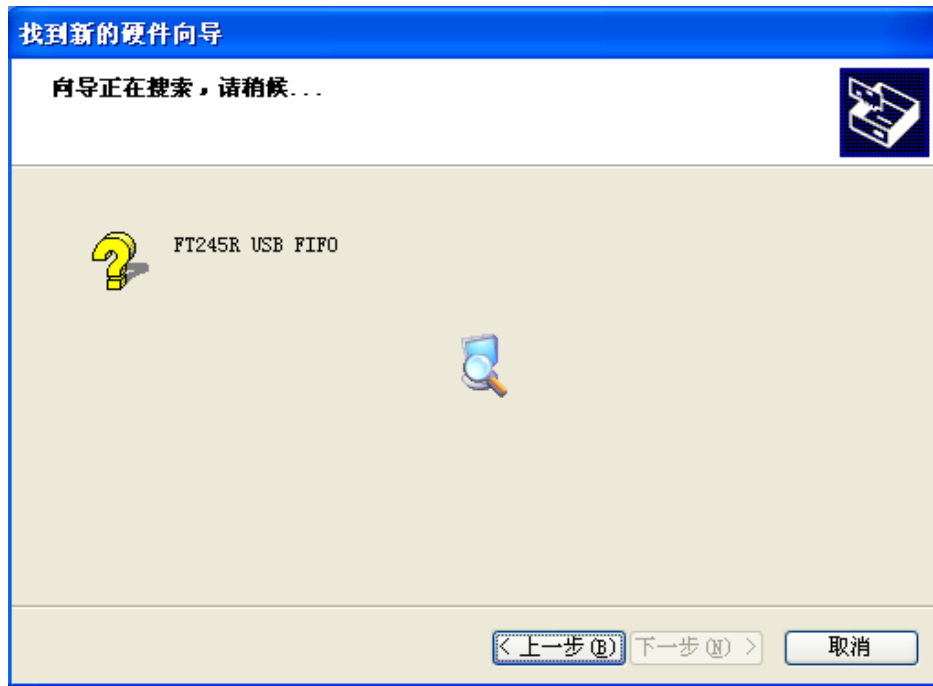 找到新的硬件向导
向导正在搜索，请稍候...
FT245R USB FIFO
< 上一步(B) 下一步(N) > 取消